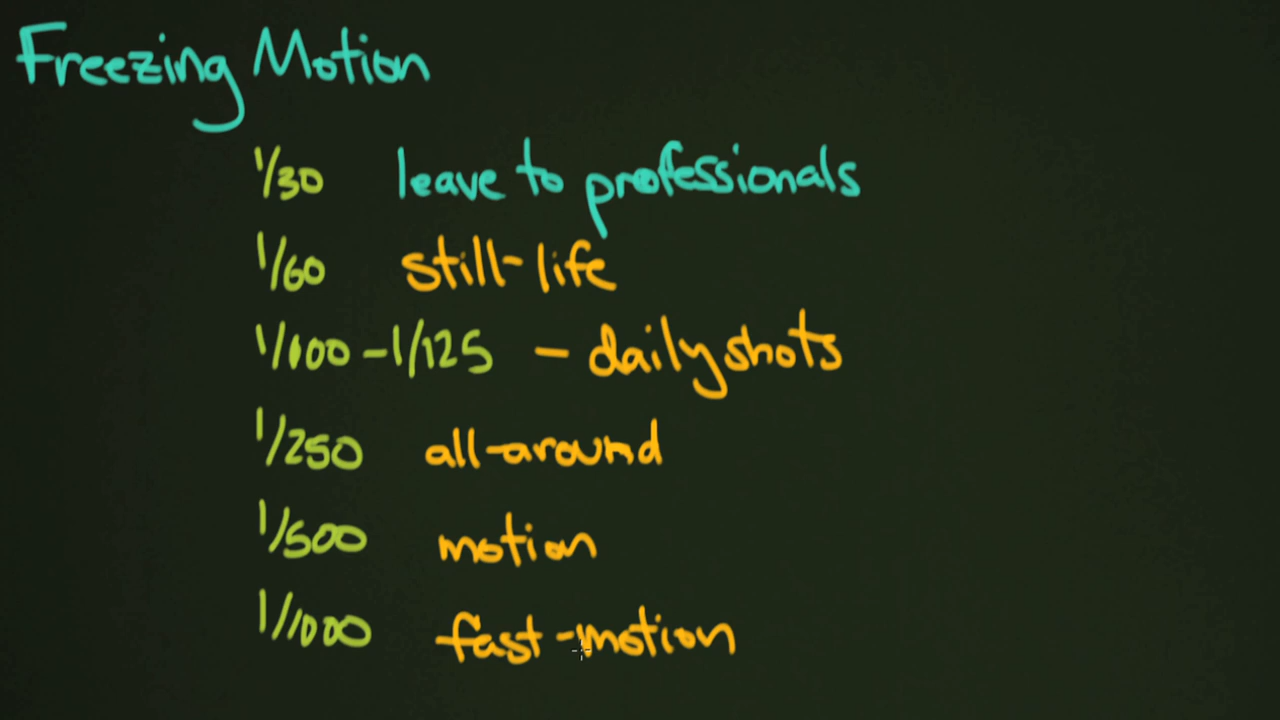 Freezing Motion
1/30 leave to professionals
1/60 still-life
1/100-1/125 - daily shots
1/250 all-around
1/500 motion
1/1000 fast-motion